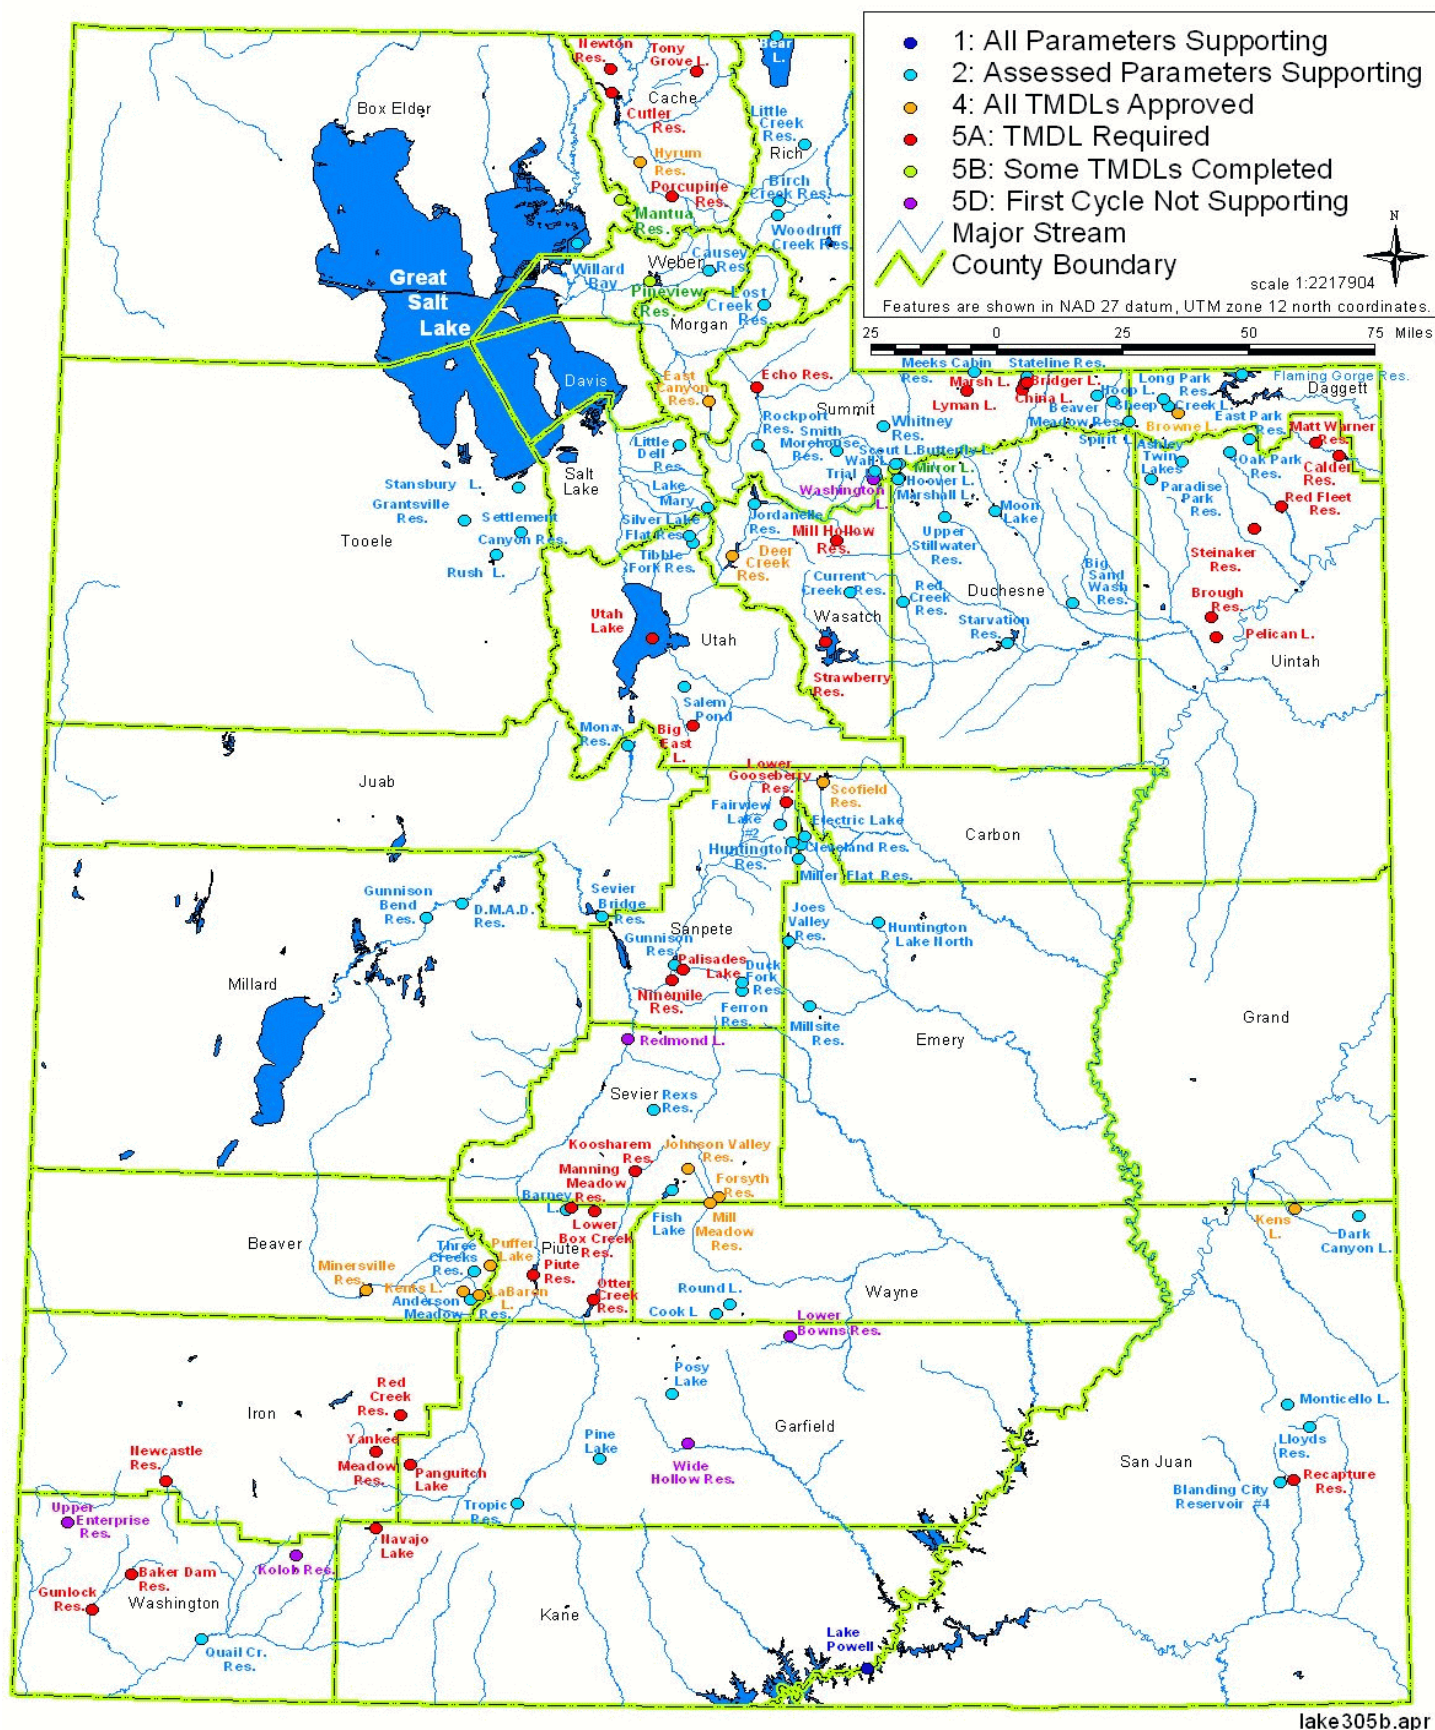 1: All Parameters Supporting
2: Assessed Parameters Supporting
4: All TMDLs Approved
5A: TMDL Required
5B: Some TMDLs Completed
5D: First Cycle Not Supporting
Major Stream
County Boundary
N
scale 1:2217904
Features are shown in NAD 27 datum, UTM zone 12 north coordinates.
25 0 25 50 75 Miles
Newton
Res.
Tony
Grove L.
Bear
L.
Box Elder
Cache
Cutler
Res.
Little
Creek
Res.
Rich
Hyrum
Res.
Porcupine
Res.
Birch
Creek Res.
Mantua
Res.
Woodruff
Creek Res.
Weber
Causey
Res.
Willard
Bay
Pineview
Res.
Lost
Creek
Res.
Morgan
Great
Salt
Lake
Davis
East
Canyon
Res.
Echo Res.
Summit
Meeks Cabin
Res.
Stateline Res.
Marsh L.
Bridger L.
Lyman L.
China L.
Hoop L.
Beaver
Meadow Res.
Long Park
Res.
Sheep Creek L.
Flaming Gorge Res.
Daggett
Browne L.
East Park
Res.
Matt Warner
Res.
Spirit L.
Ashley
Twin
Lakes
Oak Park
Res.
Calder
Res.
Paradise
Park
Res.
Red Fleet
Res.
Rockport
Res.
Smith
Morehouse
Res.
Whitney
Res.
Scout L.
Butterfly L.
Wall L.
Mirror L.
Trial L.
Hoover L.
Washington
L.
Marshall L.
Little
Dell
Res.
Salt
Lake
Lake
Mary
Silver Lake
Flat Res.
Tibble
Fork Res.
Jordanelle
Res.
Mill Hollow
Res.
Deer
Creek
Res.
Upper
Stillwater
Res.
Moon
Lake
Stansbury L.
Grantsville
Res.
Settlement
Canyon Res.
Tooele
Rush L.
Steinaker
Res.
Current
Creek Res.
Red
Creek
Res.
Duchesne
Big
Sand
Wash
Res.
Brough
Res.
Utah
Lake
Utah
Wasatch
Starvation
Res.
Pelican L.
Uintah
Strawberry
Res.
Salem
Pond
Mona
Res.
Big
East
L.
Juab
Lower
Gooseberry
Res.
Scofield
Res.
Fairview
Lake
#2
Electric Lake
Carbon
Huntington
Res.
Cleveland Res.
Miller Flat Res.
Gunnison
Bend
Res.
D.M.A.D.
Res.
Sevier
Bridge
Res.
Joes
Valley
Res.
Huntington
Lake North
Sanpete
Gunnison
Res.
Palisades
Lake
Duck
Fork
Res.
Millard
Ninemile
Res.
Ferron
Res.
Millsite
Res.
Grand
Redmond L.
Emery
Sevier
Rexs
Res.
Koosharem
Res.
Johnson Valley
Res.
Manning
Meadow
Res.
Forsyth
Res.
Barney
L.
Lower
Box Creek
Res.
Fish
Lake
Mill
Meadow
Res.
Kens
L.
Dark
Canyon L.
Beaver
Three
Creeks
Res.
Puffer
Lake
Piute
Piute
Res.
Minersville
Res.
Kents L.
LaBaron
L.
Anderson
Meadow Res.
Otter
Creek
Res.
Round L.
Cook L
Wayne
Lower
Bowns Res.
Posy
Lake
Red
Creek
Res.
Iron
Garfield
Monticello L.
Lloyds
Res.
Newcastle
Res.
Yankee
Meadow
Res.
Panguitch
Lake
Pine
Lake
Wide
Hollow Res.
San Juan
Recapture
Res.
Blanding City
Reservoir #4
Upper
Enterprise
Res.
Tropic
Res.
Navajo
Lake
Kolob Res.
Baker Dam
Res.
Gunlock
Res.
Washington
Kane
Quail Cr.
Res.
Lake
Powell
lake305b.apr